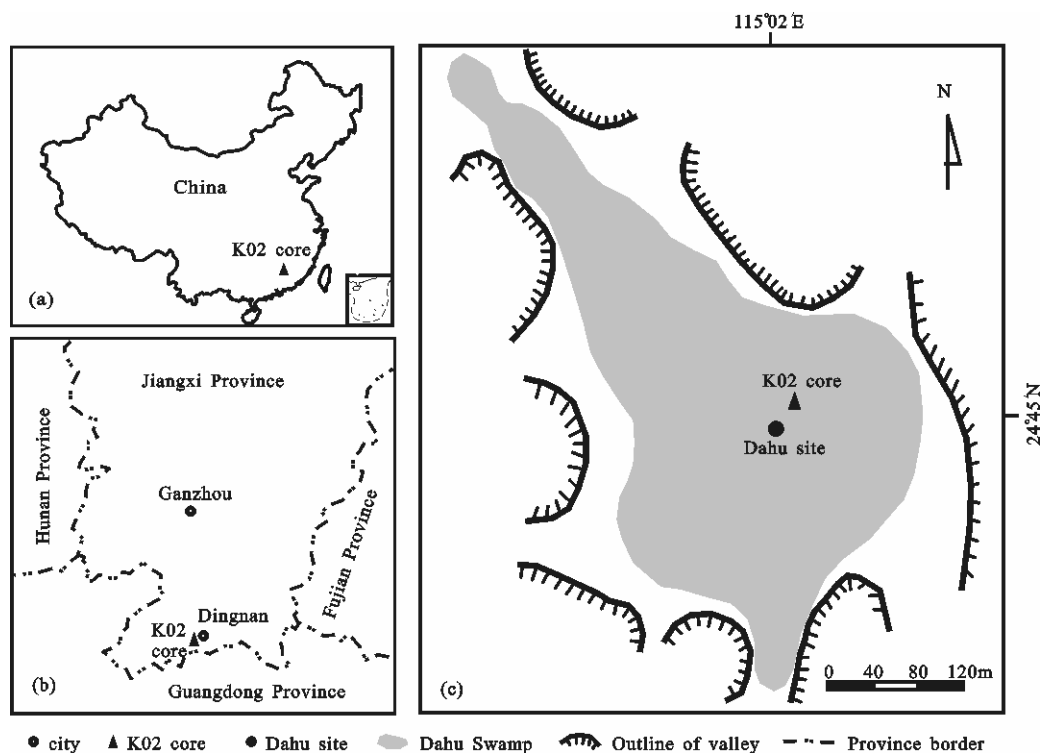 China
K02 core
(a)
Jiangxi Province
Hunan Province
Ganzhou
Fujian Province
Dingnan
K02
core
(b)
Guangdong Province
115°02′E
N
K02 core
24°45′N
Dahu site
(c)
0 40 80 120m
city K02 core Dahu site Dahu Swamp Outline of valley Province border